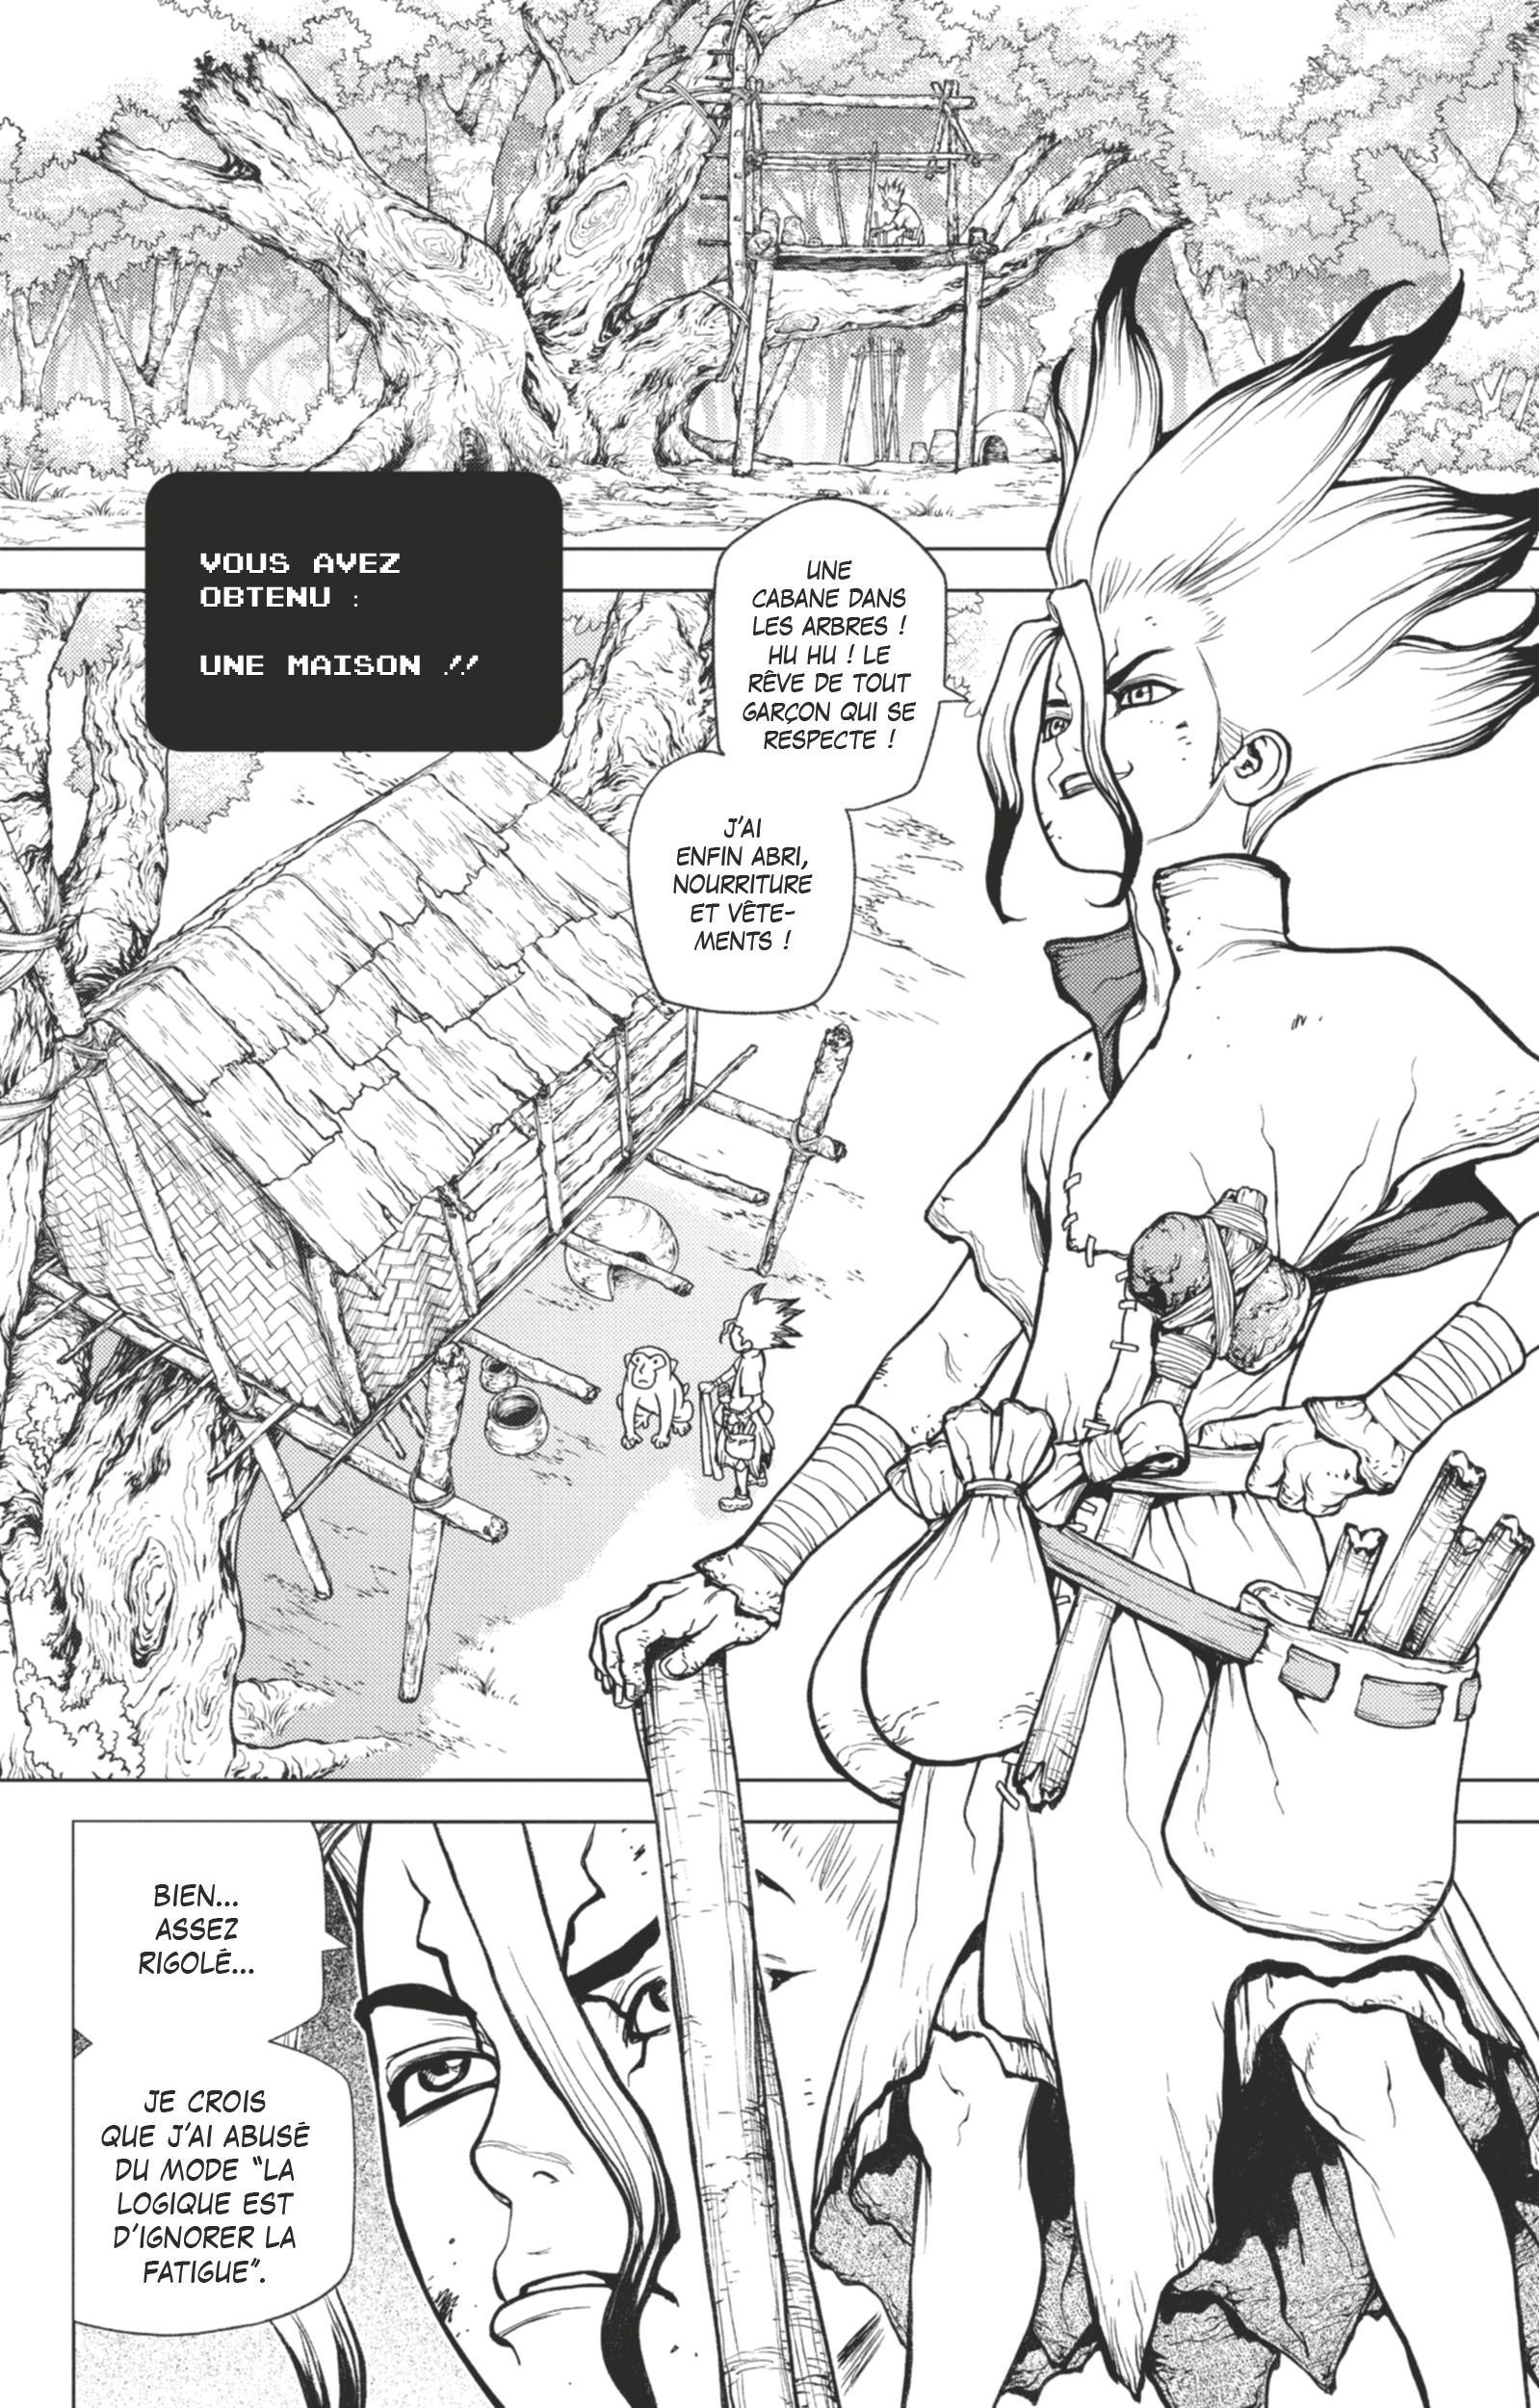 VOUS AVEZ
OBTENU :
UNE MAISON !!
UNE
CABANE DANS
LES ARBRES !
HU HU ! LE
RÊVE DE TOUT
GARÇON QUI SE
RESPECTE !
J'AI
ENFIN ABRI,
NOURRITURE
ET VÊTE-
MENTS !
BIEN...
ASSEZ
RIGOLÉ...
JE CROIS
QUE J'AI ABUSÉ
DU MODE "LA
LOGIQUE EST
D'IGNORER LA
FATIGUE".